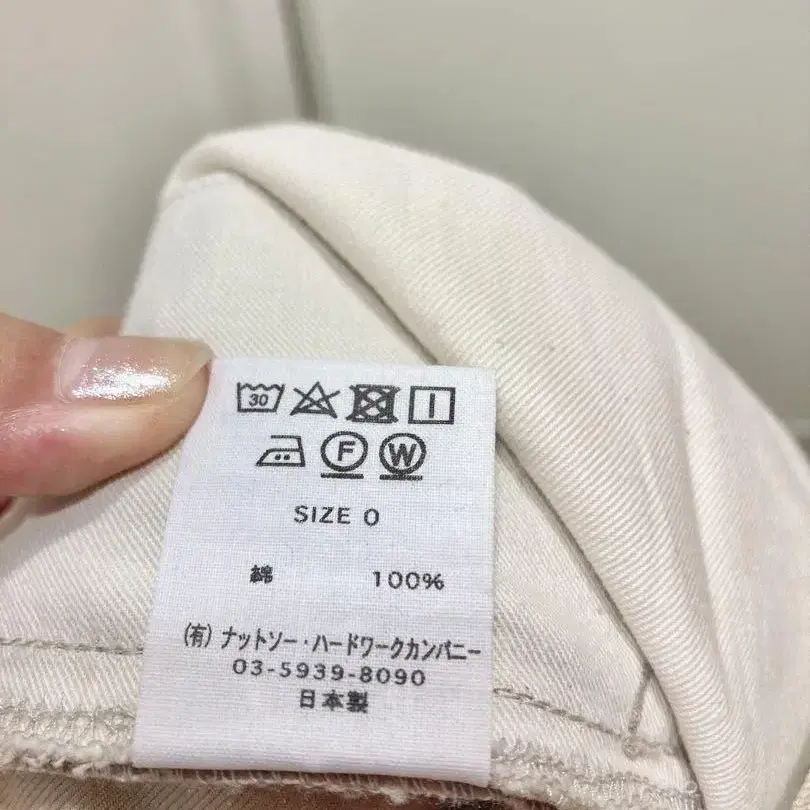 30
F W
SIZE 0
綿 100%
(有) ナットソー・ハードワークカンパニー
03-5939-8090
日本製